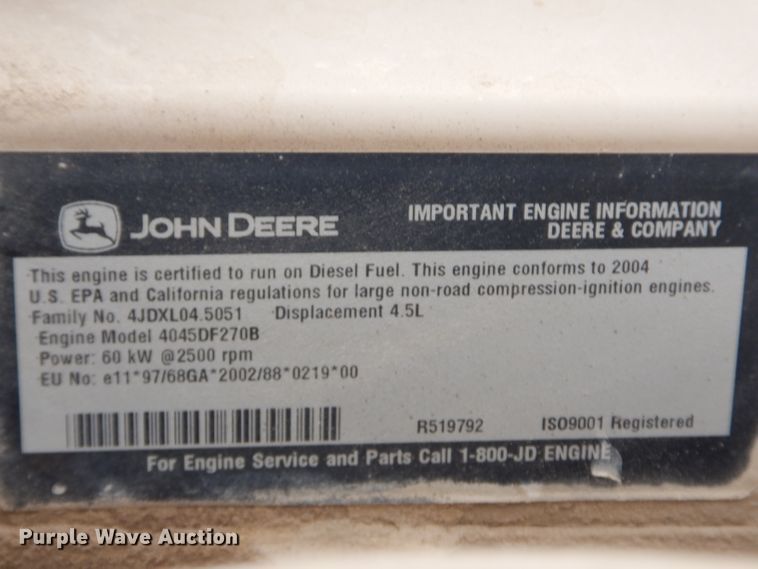 JOHN DEERE
IMPORTANT ENGINE INFORMATION
DEERE & COMPANY
This engine is certified to run on Diesel Fuel. This engine conforms to 2004
U.S. EPA and California regulations for large non-road compression-ignition engines.
Family No. 4JDXL04.5051 Displacement 4.5L
Engine Model 4045DF270B
Power: 60 kW @2500 rpm
EU No: e11*97/68GA*2002/88*0219*00
R519792 ISO9001 Registered
For Engine Service and Parts Call 1-800-JD ENGINE
Purple Wave Auction